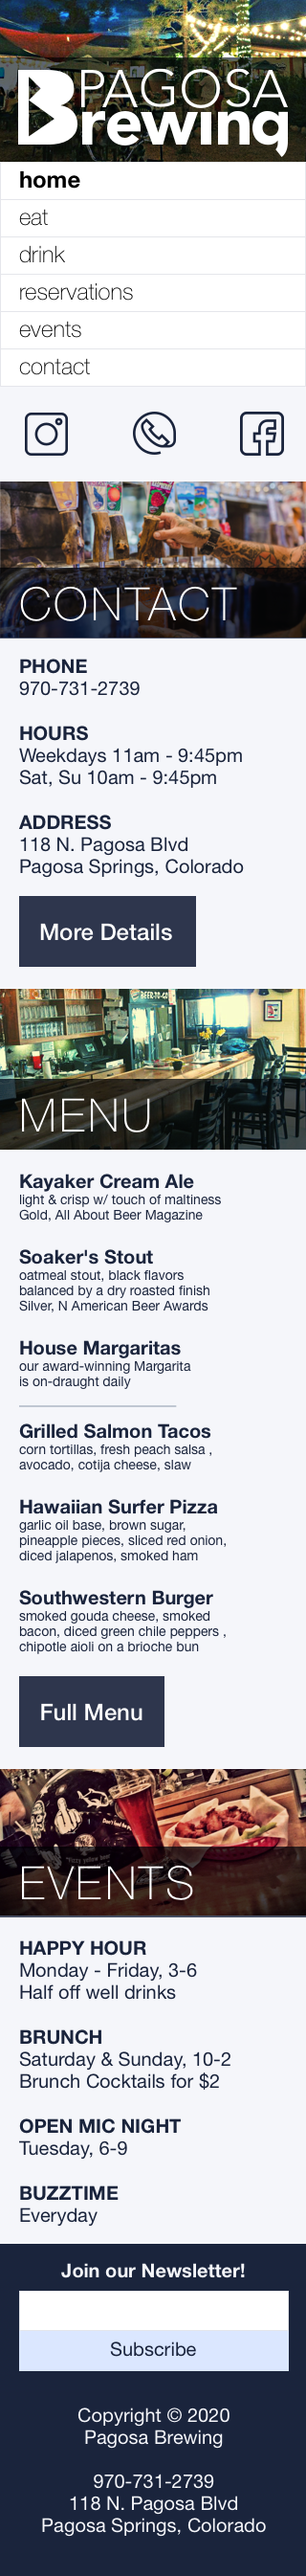 PAGOSA
Brewing
home
eat
drink
reservations
events
contact
CONTACT
PHONE
970-731-2739
HOURS
Weekdays 11am - 9:45pm
Sat, Su 10am - 9:45pm
ADDRESS
118 N. Pagosa Blvd
Pagosa Springs, Colorado
More Details
MENU
Kayaker Cream Ale
light & crisp w/ touch of maltiness
Gold, All About Beer Magazine
Soaker's Stout
oatmeal stout, black flavors
balanced by a dry roasted finish
Silver, N American Beer Awards
House Margaritas
our award-winning Margarita
is on-draught daily
Grilled Salmon Tacos
corn tortillas, fresh peach salsa ,
avocado, cotija cheese, slaw
Hawaiian Surfer Pizza
garlic oil base, brown sugar,
pineapple pieces, sliced red onion,
diced jalapenos, smoked ham
Southwestern Burger
smoked gouda cheese, smoked
bacon, diced green chile peppers ,
chipotle aioli on a brioche bun
Full Menu
EVENTS
HAPPY HOUR
Monday - Friday, 3-6
Half off well drinks
BRUNCH
Saturday & Sunday, 10-2
Brunch Cocktails for $2
OPEN MIC NIGHT
Tuesday, 6-9
BUZZTIME
Everyday
Join our Newsletter!
Subscribe
Copyright © 2020
Pagosa Brewing
970-731-2739
118 N. Pagosa Blvd
Pagosa Springs, Colorado